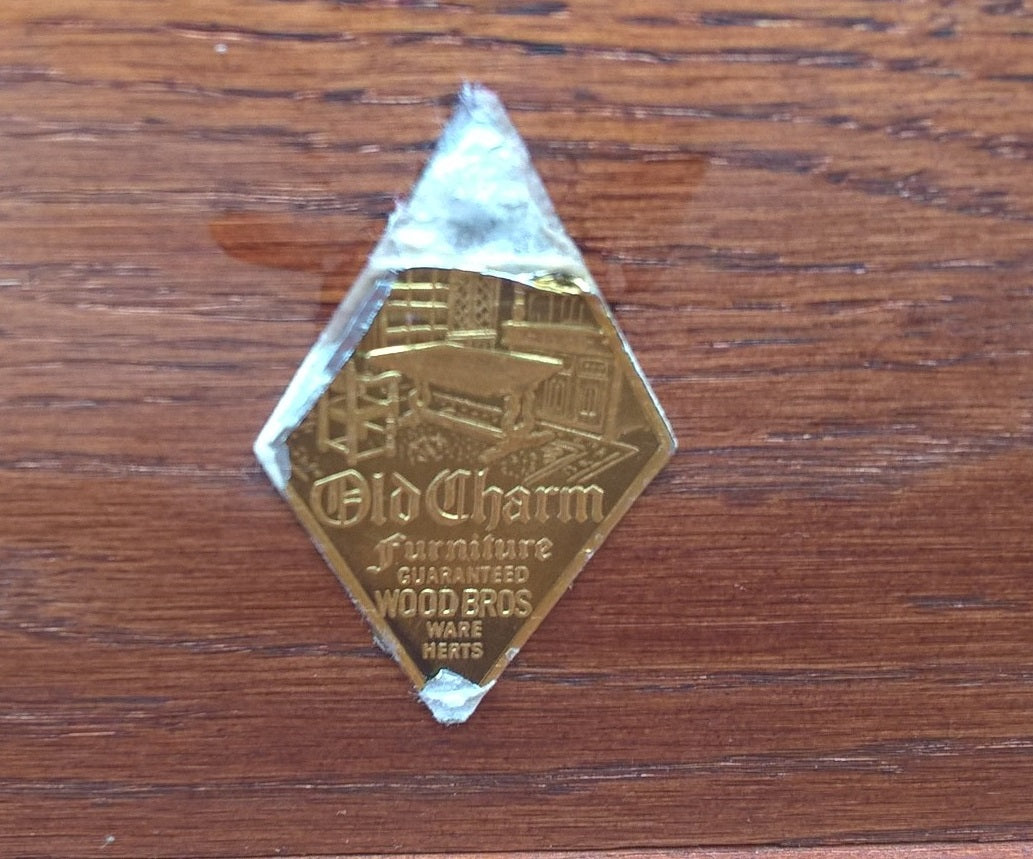 Old Charm
Furniture
GUARANTEED
WOOD BROS
WARE
HERTS